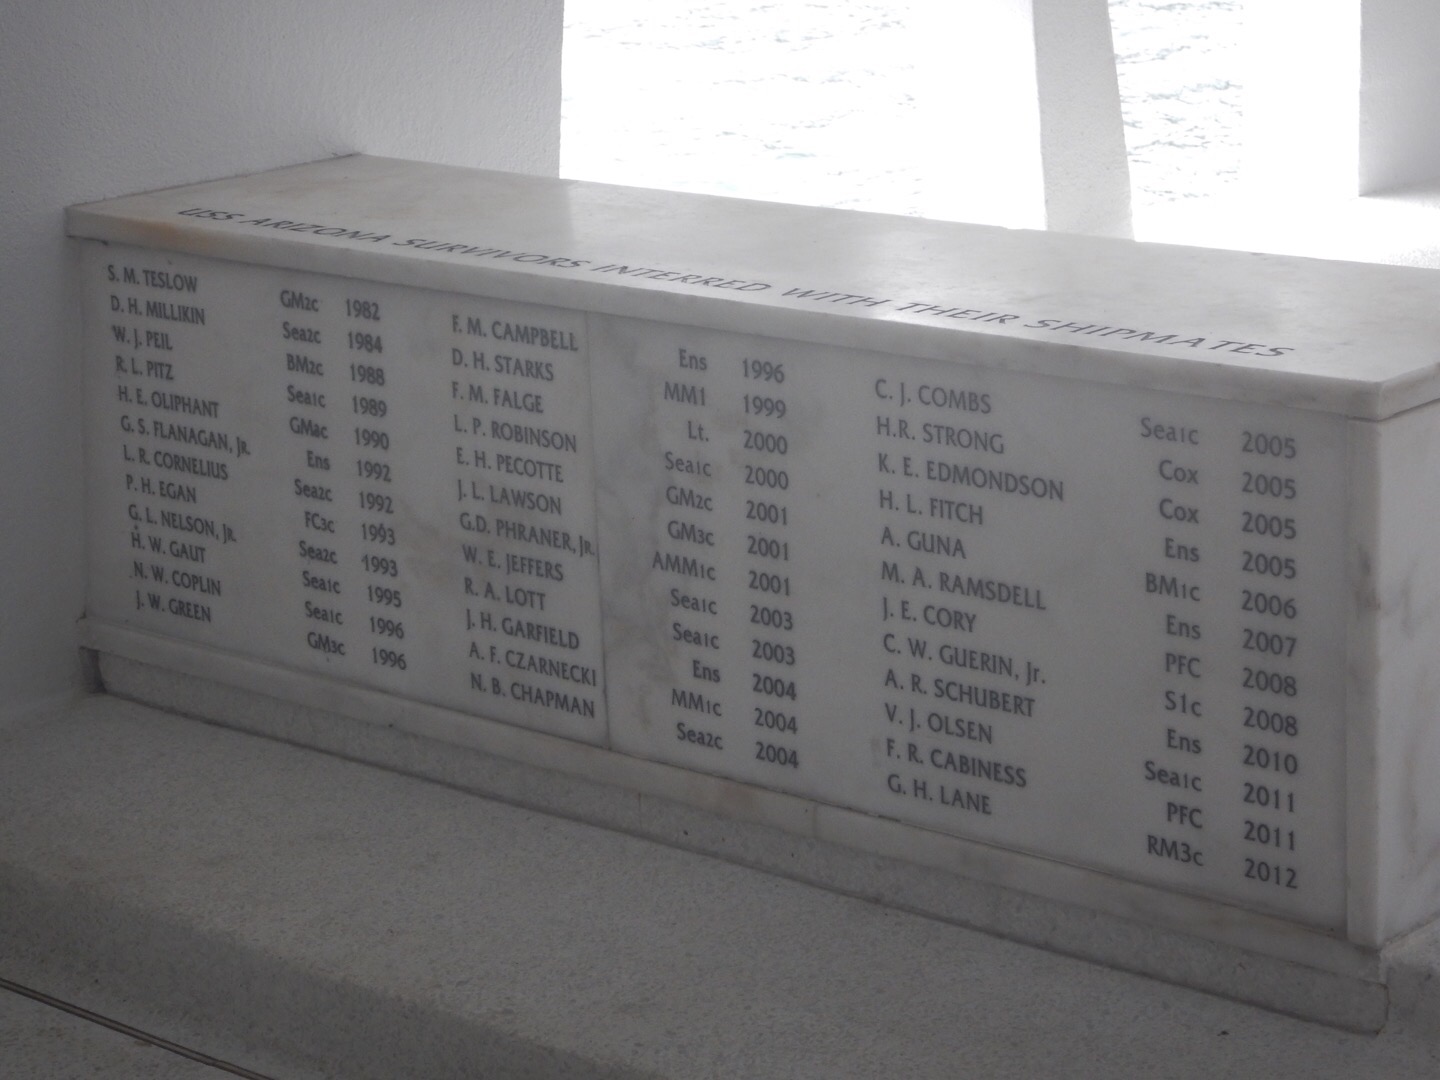 USS ARIZONA SURVIVORS INTERRED WITH THEIR SHIPMATES
S. M. TESLOW GM2c 1982
D. H. MILLIKIN Sea2c 1984
W. J. PEIL BM2c 1988
R. L. PITZ Sea1c 1989
H. E. OLIPHANT GMac 1990
G. S. FLANAGAN, Jr. Ens 1992
L. R. CORNELIUS Sea2c 1992
P. H. EGAN FC3c 1993
G. L. NELSON, Jr. Sea2c 1993
H. W. GAUT Sea1c 1995
N. W. COPLIN Sea1c 1996
J. W. GREEN GM3c 1996
F. M. CAMPBELL Ens 1996
D. H. STARKS MM1 1999
F. M. FALGE Lt. 2000
L. P. ROBINSON Sea1c 2000
E. H. PECOTTE GM2c 2001
J. L. LAWSON GM3c 2001
G.D. PHRANER, Jr. AMM1c 2001
W. E. JEFFERS Sea1c 2003
R. A. LOTT Sea1c 2003
J. H. GARFIELD Ens 2004
A. F. CZARNECKI MM1c 2004
N. B. CHAPMAN Sea2c 2004
C. J. COMBS Sea1c 2005
H.R. STRONG Cox 2005
K. E. EDMONDSON Cox 2005
H. L. FITCH Ens 2005
A. GUNA BM1c 2006
M. A. RAMSDELL Ens 2007
J. E. CORY PFC 2008
C. W. GUERIN, Jr. S1c 2008
A. R. SCHUBERT Ens 2010
V. J. OLSEN Sea1c 2011
F. R. CABINESS PFC 2011
G. H. LANE RM3c 2012